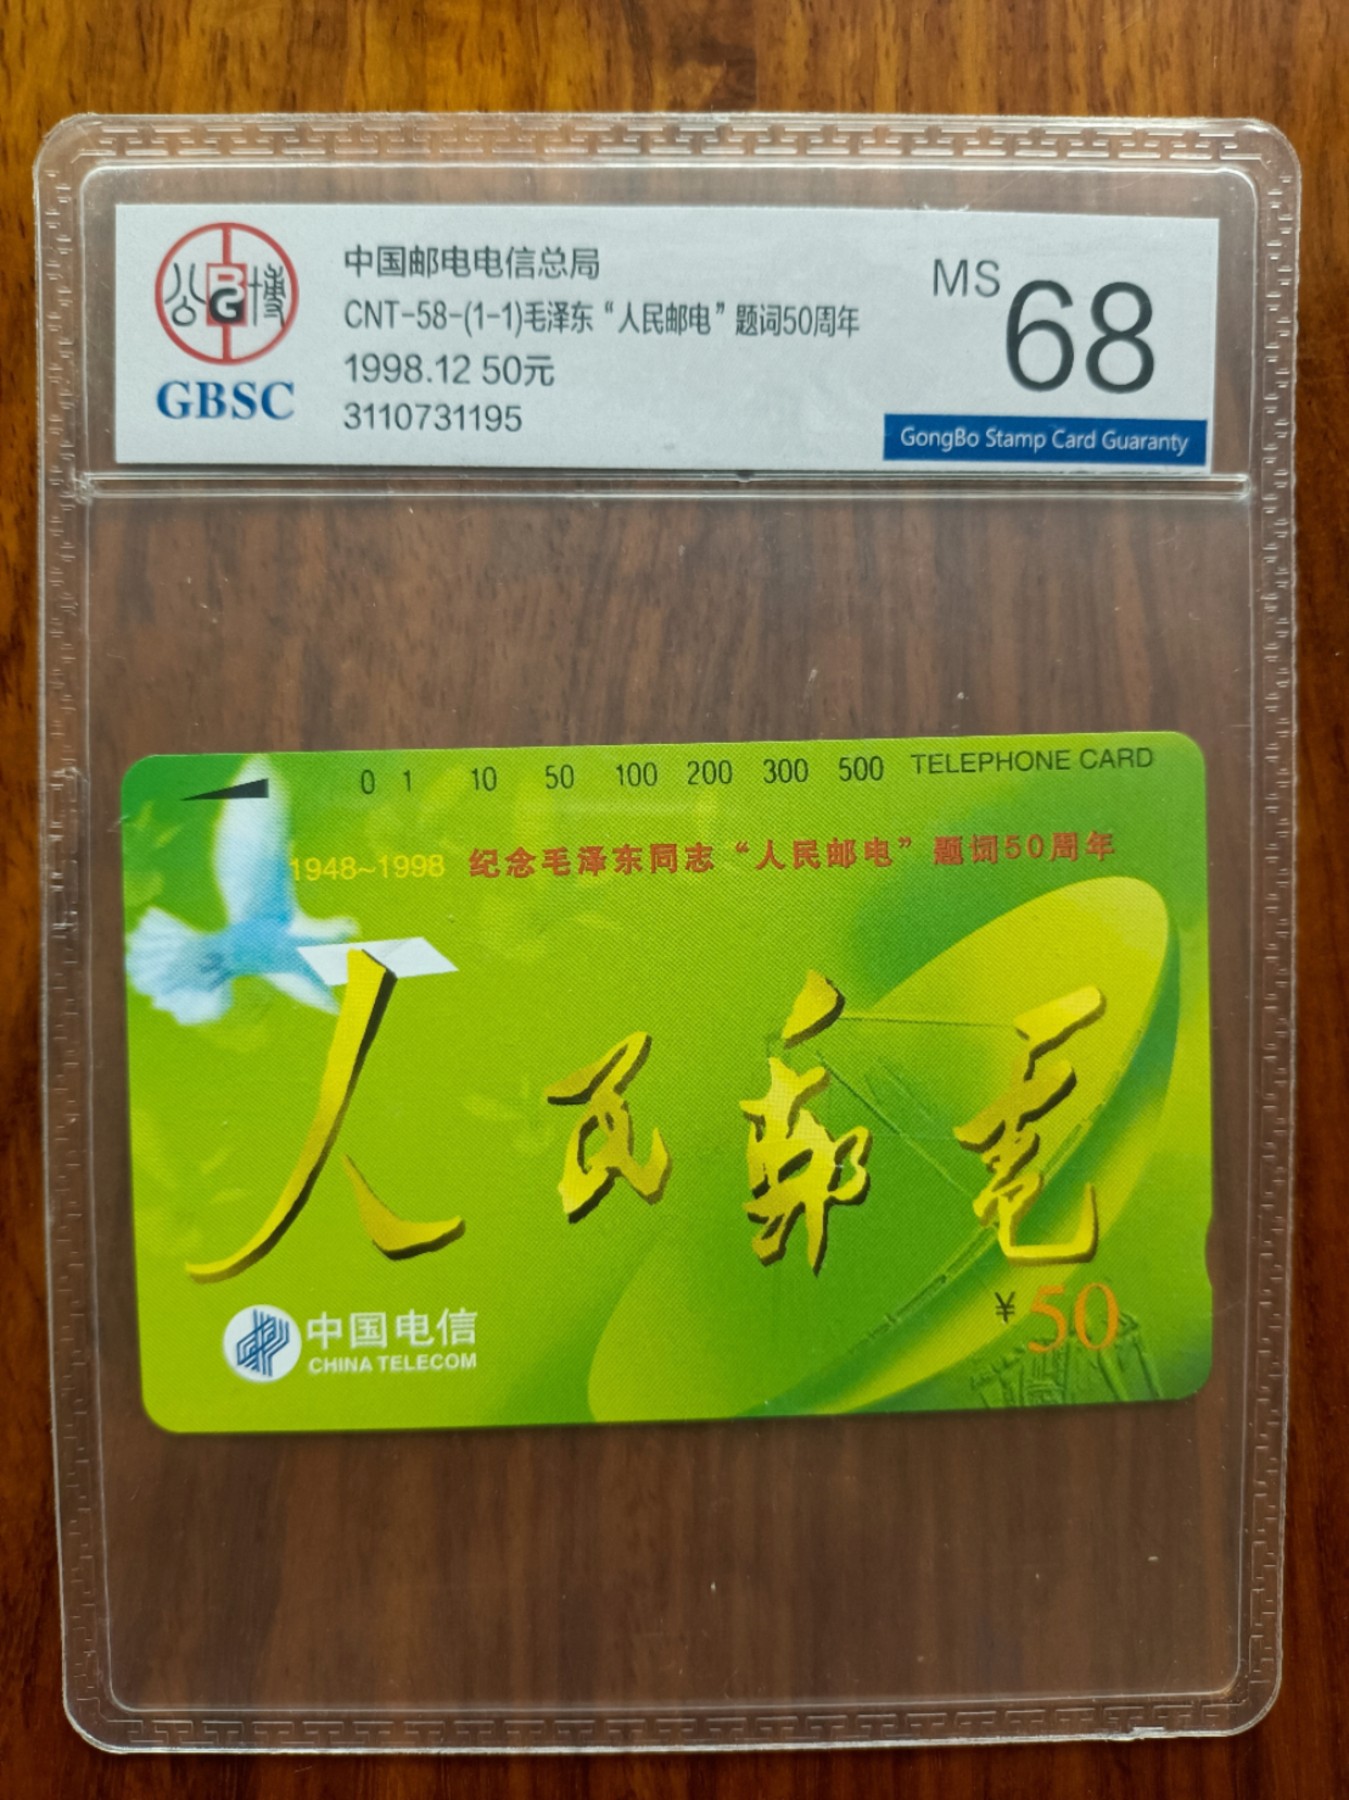 公博
BG
GBSC
中国邮电电信总局
CNT-58-(1-1)毛泽东“人民邮电”题词50周年
1998.12 50元
3110731195
MS 68
GongBo Stamp Card Guaranty
0 1 10 50 100 200 300 500 TELEPHONE CARD
1948~1998 纪念毛泽东同志“人民邮电”题词50周年
人民邮电
¥50
中国电信
CHINA TELECOM